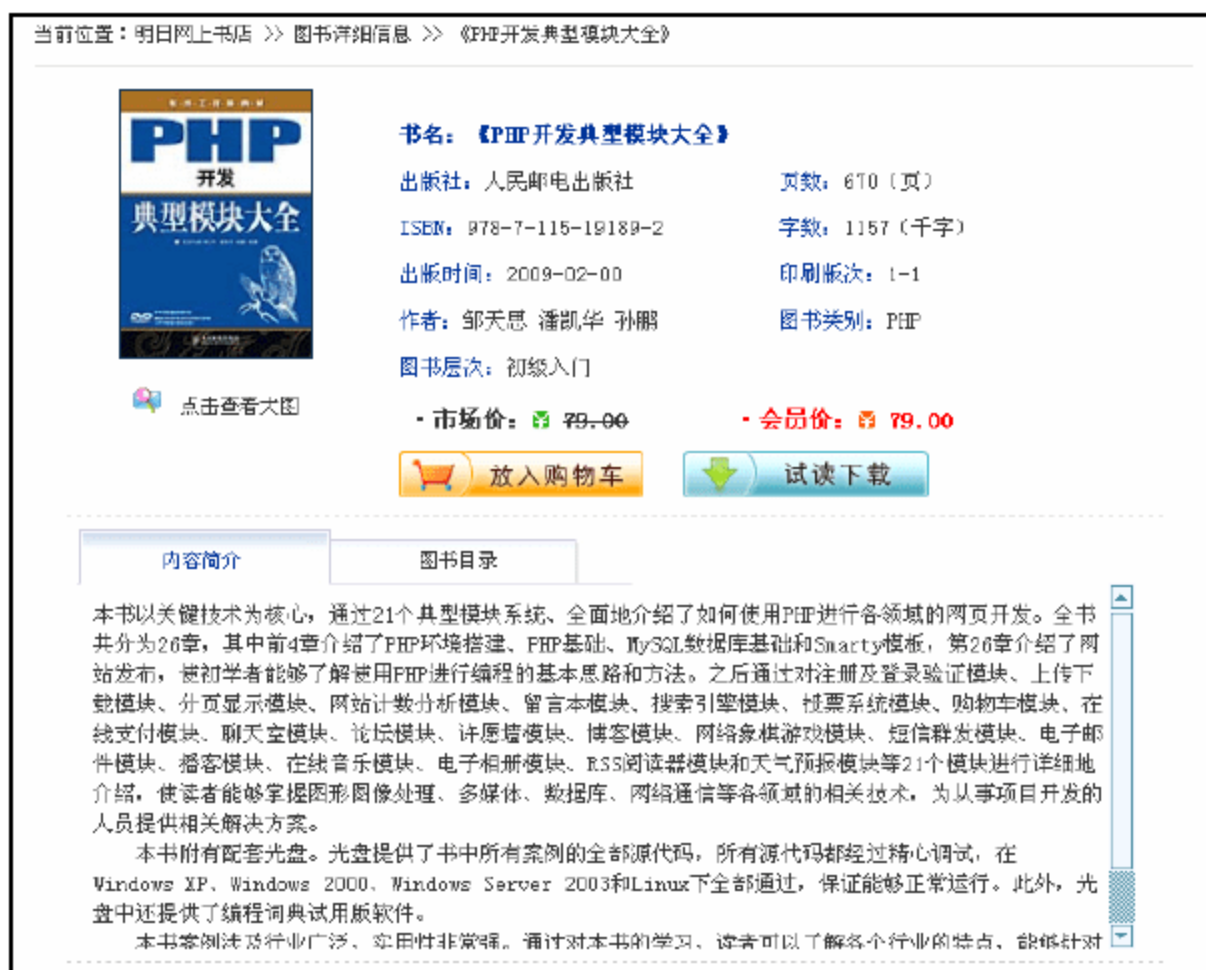 当前位置：明日网上书店 >> 图书详细信息 >> 《PHP开发典型模块大全》
PHP
开发
典型模块大全
点击查看大图
书名：《PHP开发典型模块大全》
出版社：人民邮电出版社 页数：670（页）
ISBN：978-7-115-19189-2 字数：1157（千字）
出版时间：2009-02-00 印刷版次：1-1
作者：邹天思 潘凯华 孙鹏 图书类别：PHP
图书层次：初级入门
·市场价：¥ 79.00 ·会员价：¥ 79.00
放入购物车 试读下载
内容简介 图书目录
本书以关键技术为核心，通过21个典型模块系统、全面地介绍了如何使用PHP进行各领域的网页开发。全书
共分为26章，其中前4章介绍了PHP环境搭建、PHP基础、MySQL数据库基础和Smarty模板，第26章介绍了网
站发布，使初学者能够了解使用PHP进行编程的基本思路和方法。之后通过对注册及登录验证模块、上传下
载模块、分页显示模块、网站计数分析模块、留言本模块、搜索引擎模块、投票系统模块、购物车模块、在
线支付模块、聊天室模块、论坛模块、许愿墙模块、博客模块、网络象棋游戏模块、短信群发模块、电子邮
件模块、播客模块、在线音乐模块、电子相册模块、RSS阅读器模块和天气预报模块等21个模块进行详细地
介绍，使读者能够掌握图形图像处理、多媒体、数据库、网络通信等各领域的相关技术，为从事项目开发的
人员提供相关解决方案。
本书附有配套光盘。光盘提供了书中所有案例的全部源代码，所有源代码都经过精心调试，在
Windows XP、Windows 2000、Windows Server 2003和Linux下全部通过，保证能够正常运行。此外，光
盘中还提供了编程词典试用版软件。
本书案例涉及行业广泛、实用性非常强。通过对本书的学习，读者可以了解各个行业的特点，能够针对